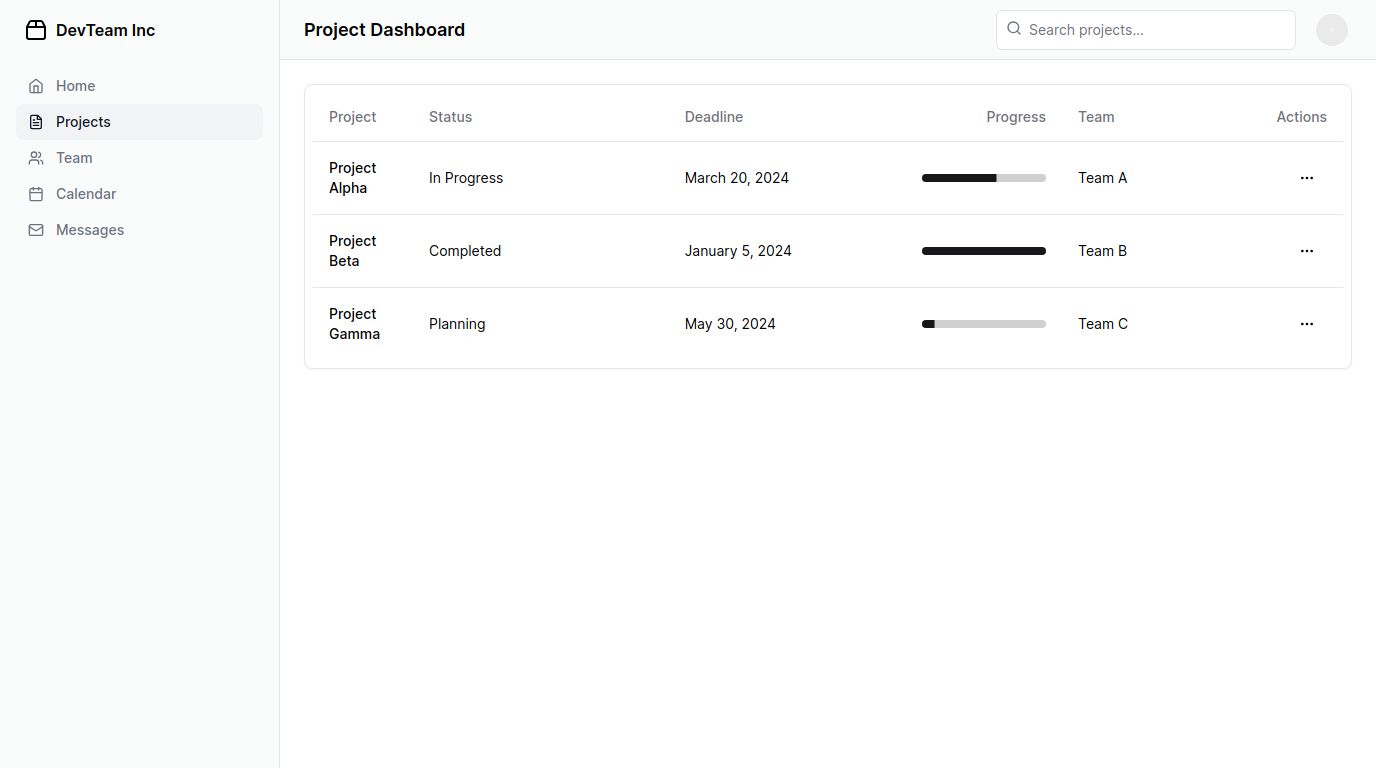 DevTeam Inc
Home
Projects
Team
Calendar
Messages
Project Dashboard
Search projects...
Project Status Deadline Progress Team Actions
Project
Alpha
In Progress March 20, 2024 Team A
Project
Beta
Completed January 5, 2024 Team B
Project
Gamma
Planning May 30, 2024 Team C